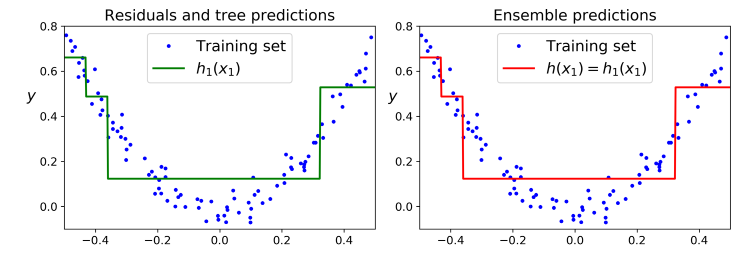 Residuals and tree predictions
0.8
0.6
0.4
0.2
0.0
y
Training set
h₁(x₁)
−0.4 −0.2 0.0 0.2 0.4
Ensemble predictions
0.8
0.6
0.4
0.2
0.0
y
Training set
h(x₁) = h₁(x₁)
−0.4 −0.2 0.0 0.2 0.4